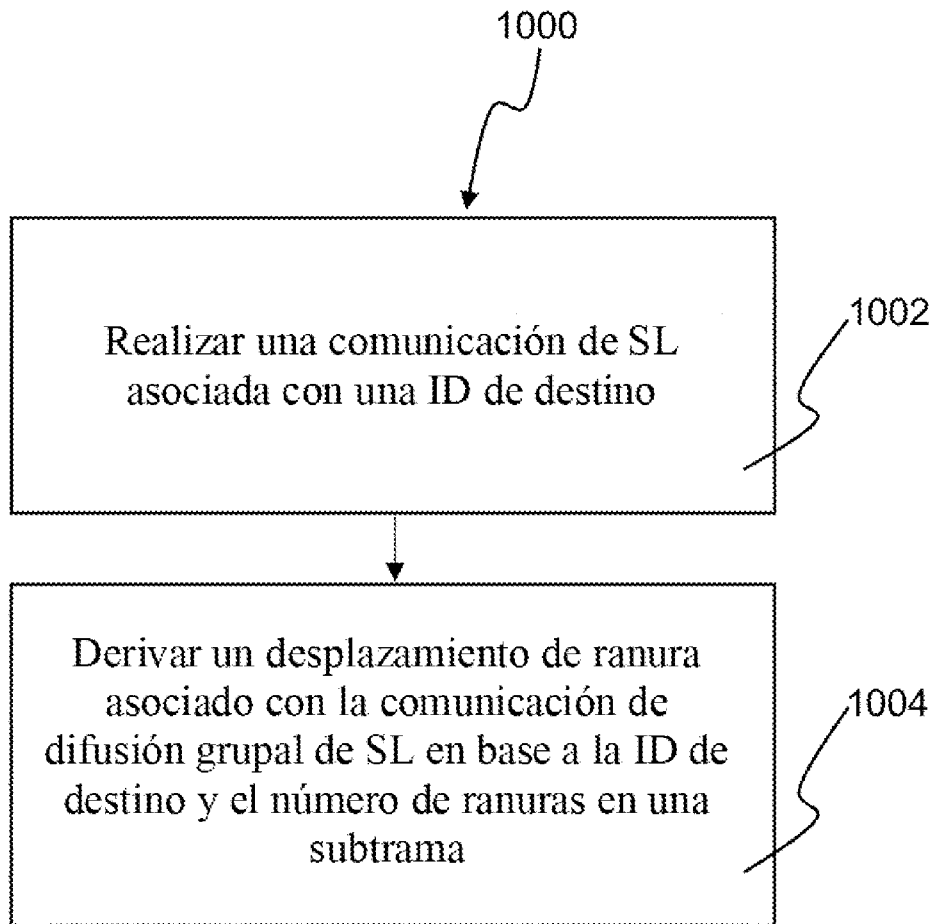 1000
Realizar una comunicación de SL
asociada con una ID de destino
1002
Derivar un desplazamiento de ranura
asociado con la comunicación de
difusión grupal de SL en base a la ID de
destino y el número de ranuras en una
subtrama
1004